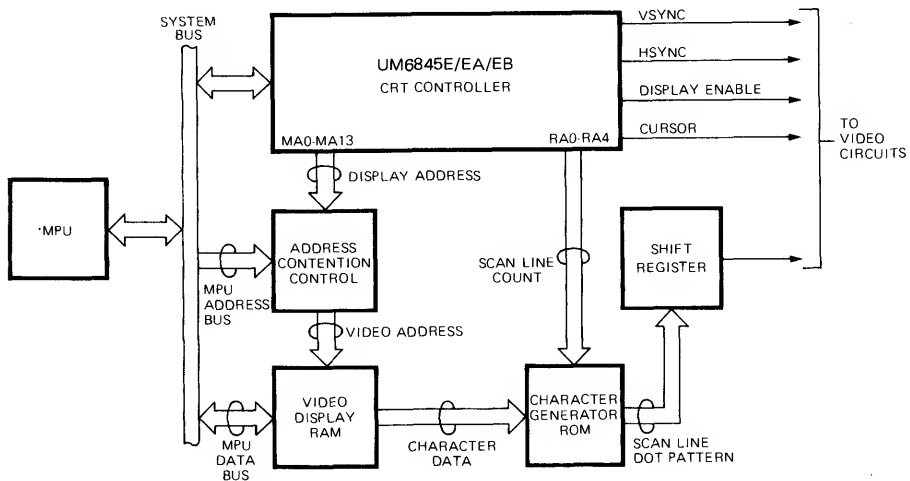 SYSTEM
BUS
UM6845E/EA/EB
CRT CONTROLLER
MA0-MA13
RA0-RA4
VSYNC
HSYNC
DISPLAY ENABLE
CURSOR
TO
VIDEO
CIRCUITS
DISPLAY ADDRESS
MPU
ADDRESS
CONTENTION
CONTROL
MPU
ADDRESS
BUS
SCAN LINE
COUNT
SHIFT
REGISTER
VIDEO ADDRESS
VIDEO
DISPLAY
RAM
MPU
DATA
BUS
CHARACTER
DATA
CHARACTER
GENERATOR
ROM
SCAN LINE
DOT PATTERN